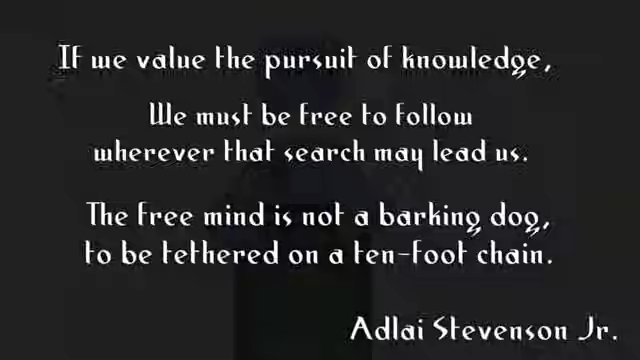 If we value the pursuit of knowledge,
We must be free to follow
wherever that search may lead us.
The free mind is not a barking dog,
to be tethered on a ten-foot chain.
Adlai Stevenson Jr.